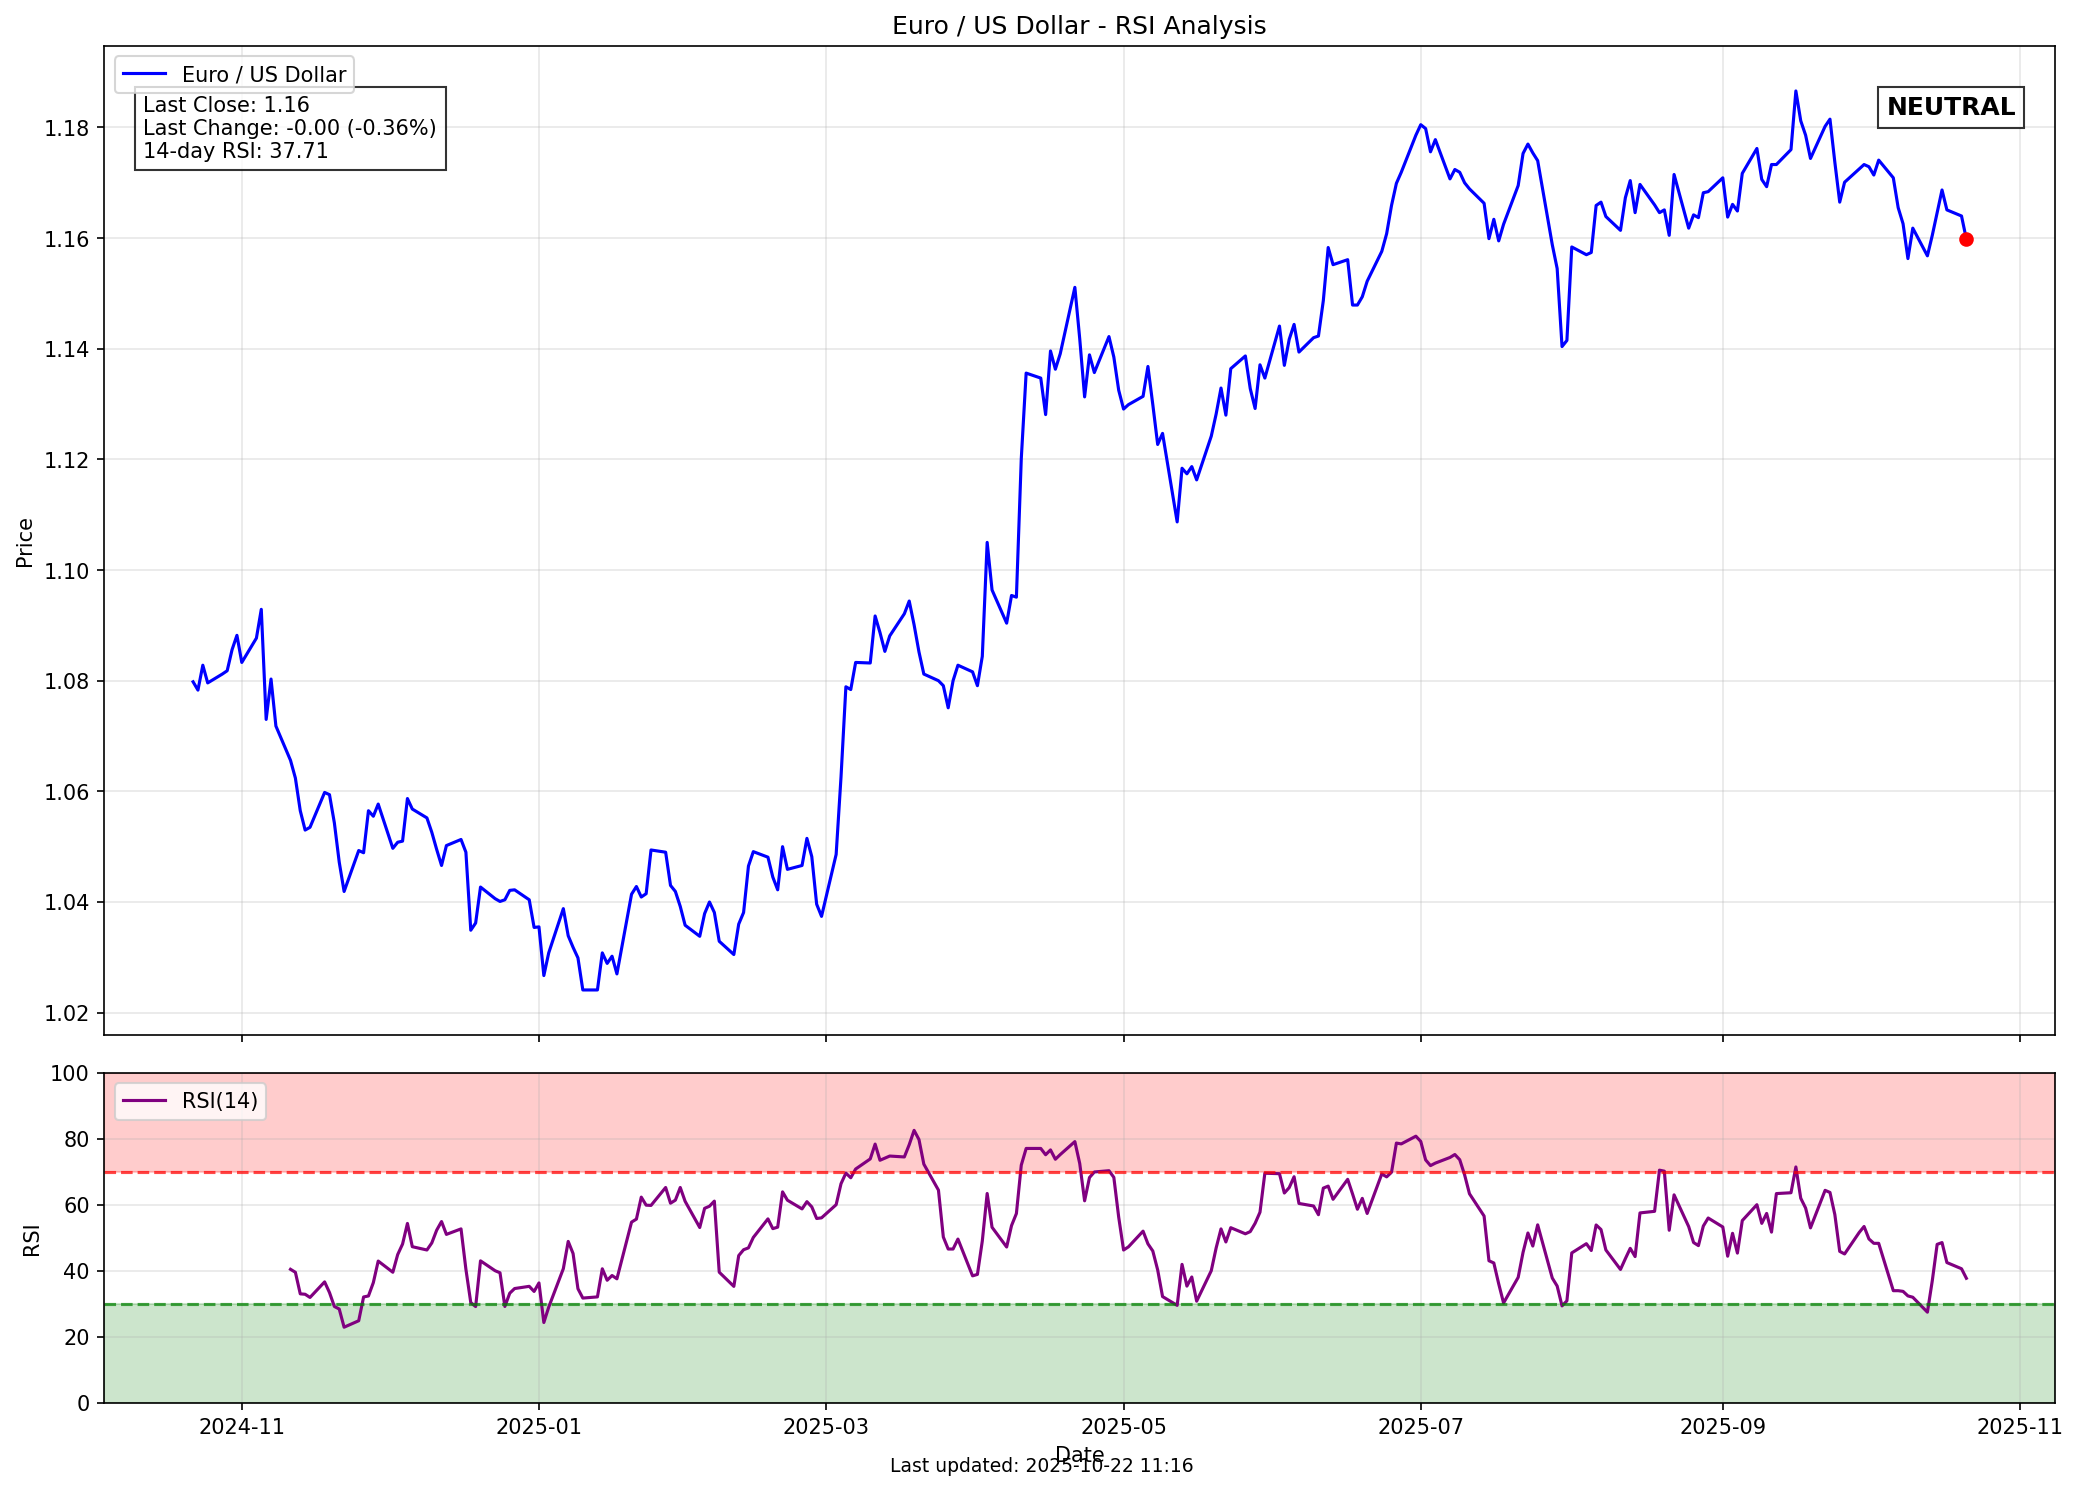 Euro / US Dollar - RSI Analysis
Euro / US Dollar
Last Close: 1.16
Last Change: -0.00 (-0.36%)
14-day RSI: 37.71
NEUTRAL
Price
1.18
1.16
1.14
1.12
1.10
1.08
1.06
1.04
1.02
RSI(14)
RSI
100
80
60
40
20
0
2024-11 2025-01 2025-03 2025-05 2025-07 2025-09 2025-11
Date
Last updated: 2025-10-22 11:16